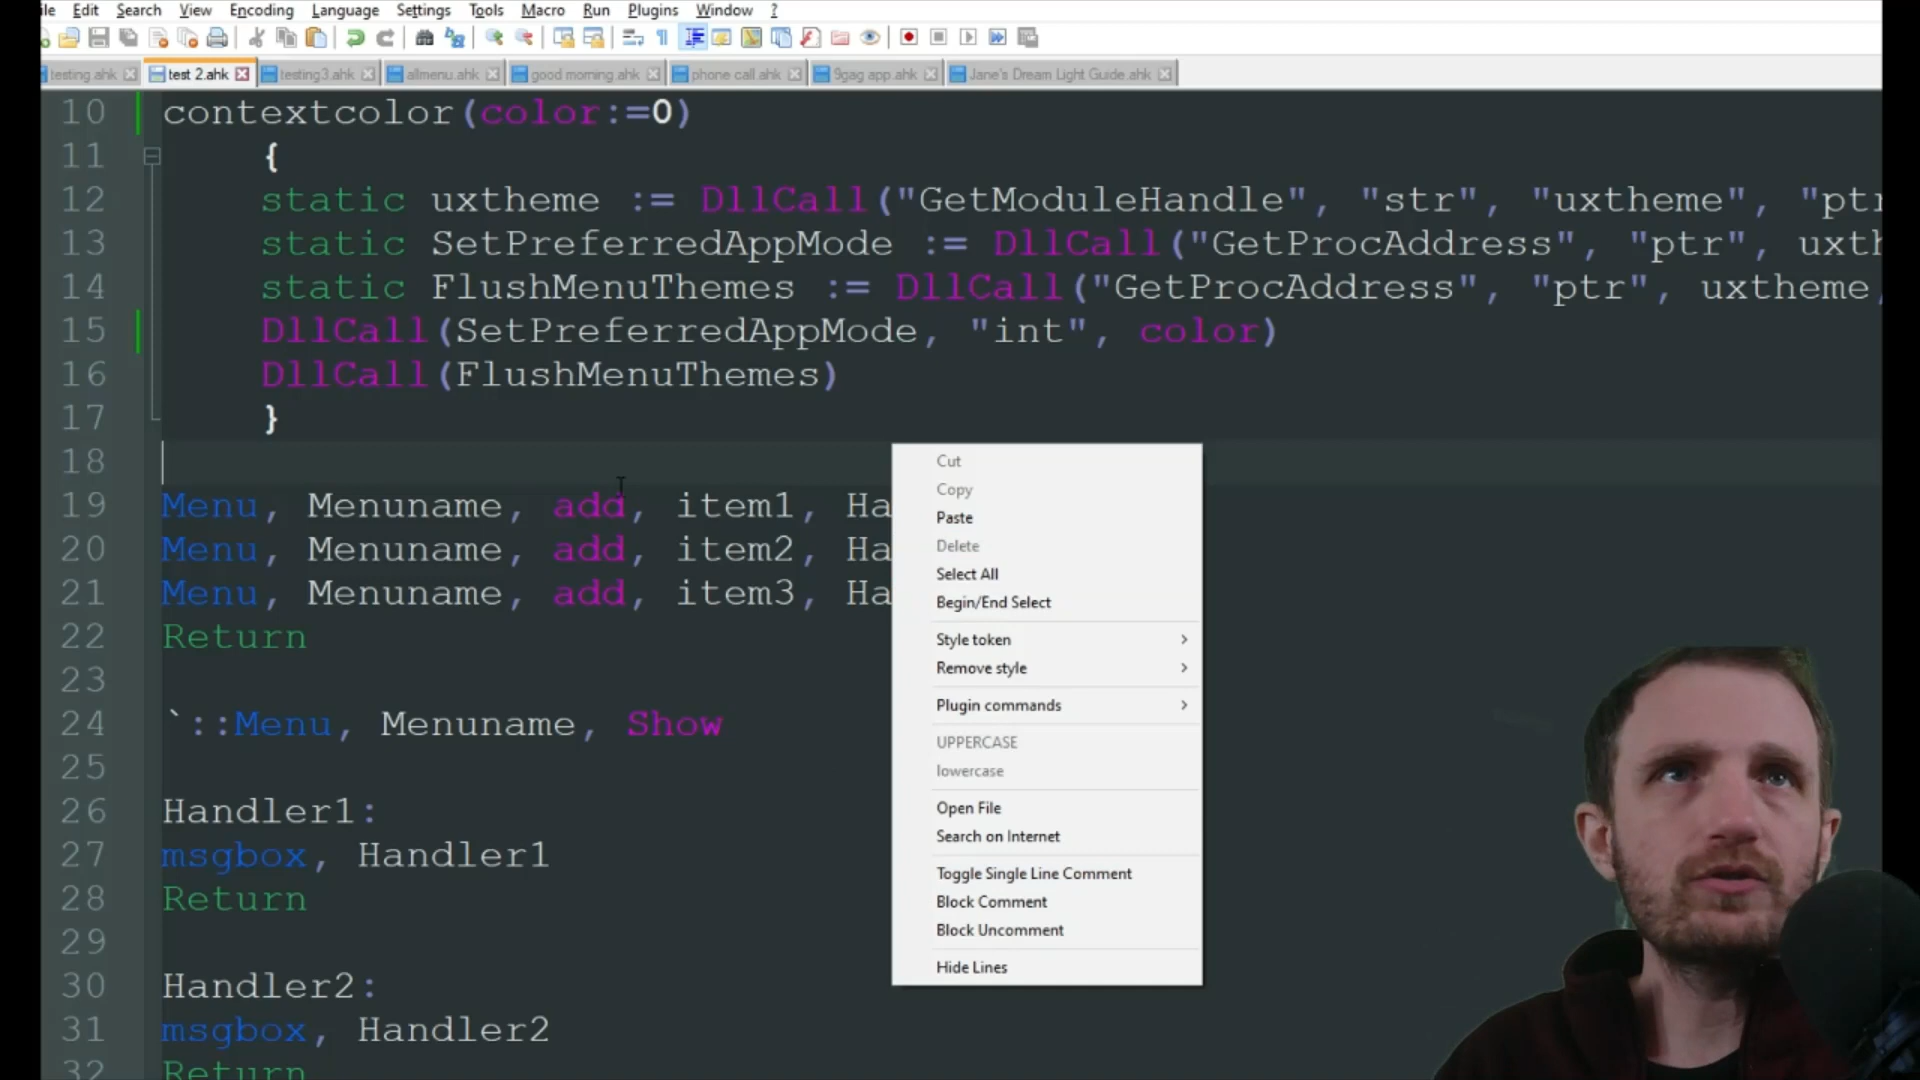 ile Edit Search View Encoding Language Settings Tools Macro Run Plugins Window ?
testing.ahk test 2.ahk testing3.ahk allmenu.ahk good morning.ahk phone call.ahk 9gag app.ahk Jane's Dream Light Guide.ahk
10 contextcolor(color:=0)
11 {
12 static uxtheme := DllCall("GetModuleHandle", "str", "uxtheme", "ptr
13 static SetPreferredAppMode := DllCall("GetProcAddress", "ptr", uxth
14 static FlushMenuThemes := DllCall("GetProcAddress", "ptr", uxtheme,
15 DllCall(SetPreferredAppMode, "int", color)
16 DllCall(FlushMenuThemes)
17 }
18
19 Menu, Menuname, add, item1, Ha
20 Menu, Menuname, add, item2, Ha
21 Menu, Menuname, add, item3, Ha
22 Return
23
24 `::Menu, Menuname, Show
25
26 Handler1:
27 msgbox, Handler1
28 Return
29
30 Handler2:
31 msgbox, Handler2
32 Return
Cut
Copy
Paste
Delete
Select All
Begin/End Select
Style token
Remove style
Plugin commands
UPPERCASE
lowercase
Open File
Search on Internet
Toggle Single Line Comment
Block Comment
Block Uncomment
Hide Lines